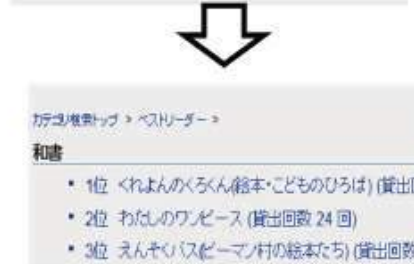 カテゴリ検索トップ > ベストリーダー >
和書
• 1位 くれよんのくろくん(絵本・こどものひろば) (貸出
• 2位 わたしのワンピース (貸出回数 24 回)
• 3位 えんそくバス(ピーマン村の絵本たち) (貸出回数